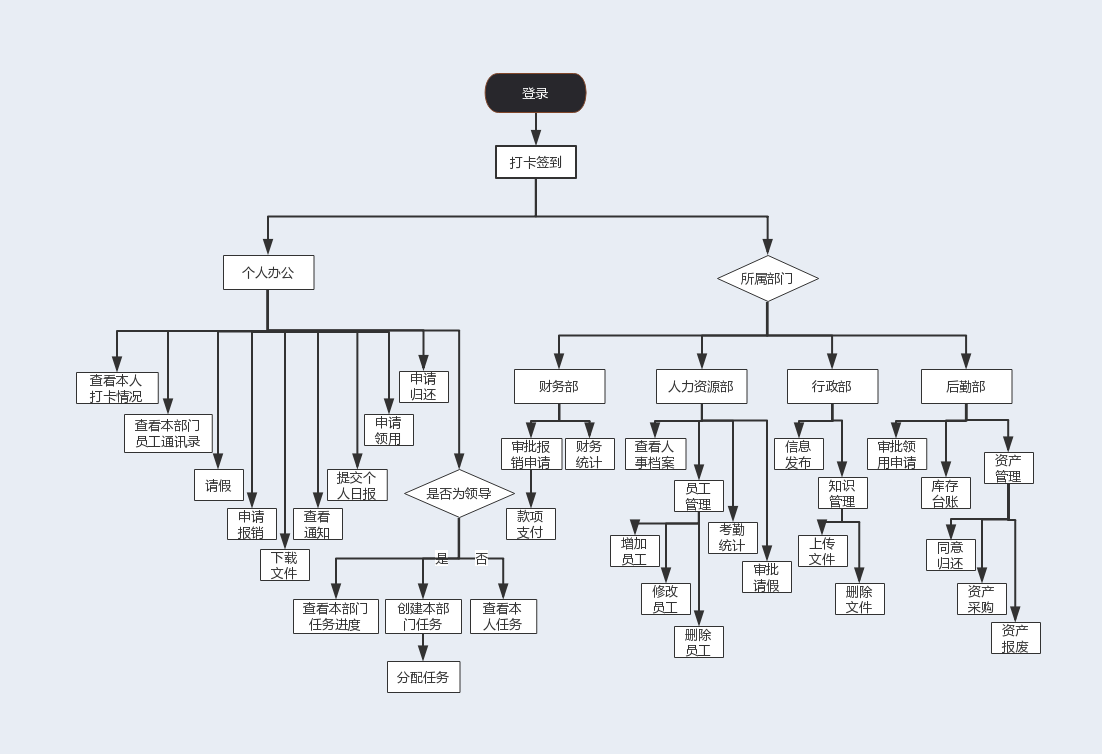 登录
打卡签到
个人办公
所属部门
查看本人
打卡情况
查看本部门
员工通讯录
请假
申请
报销
下载
文件
查看
通知
提交个
人日报
申请
领用
申请
归还
是否为领导
是
否
查看本部门
任务进度
创建本部
门任务
查看本
人任务
分配任务
财务部
人力资源部
行政部
后勤部
审批报
销申请
财务
统计
款项
支付
查看人
事档案
员工
管理
考勤
统计
审批
请假
增加
员工
修改
员工
删除
员工
信息
发布
知识
管理
上传
文件
删除
文件
审批领
用申请
库存
台账
资产
管理
同意
归还
资产
采购
资产
报废